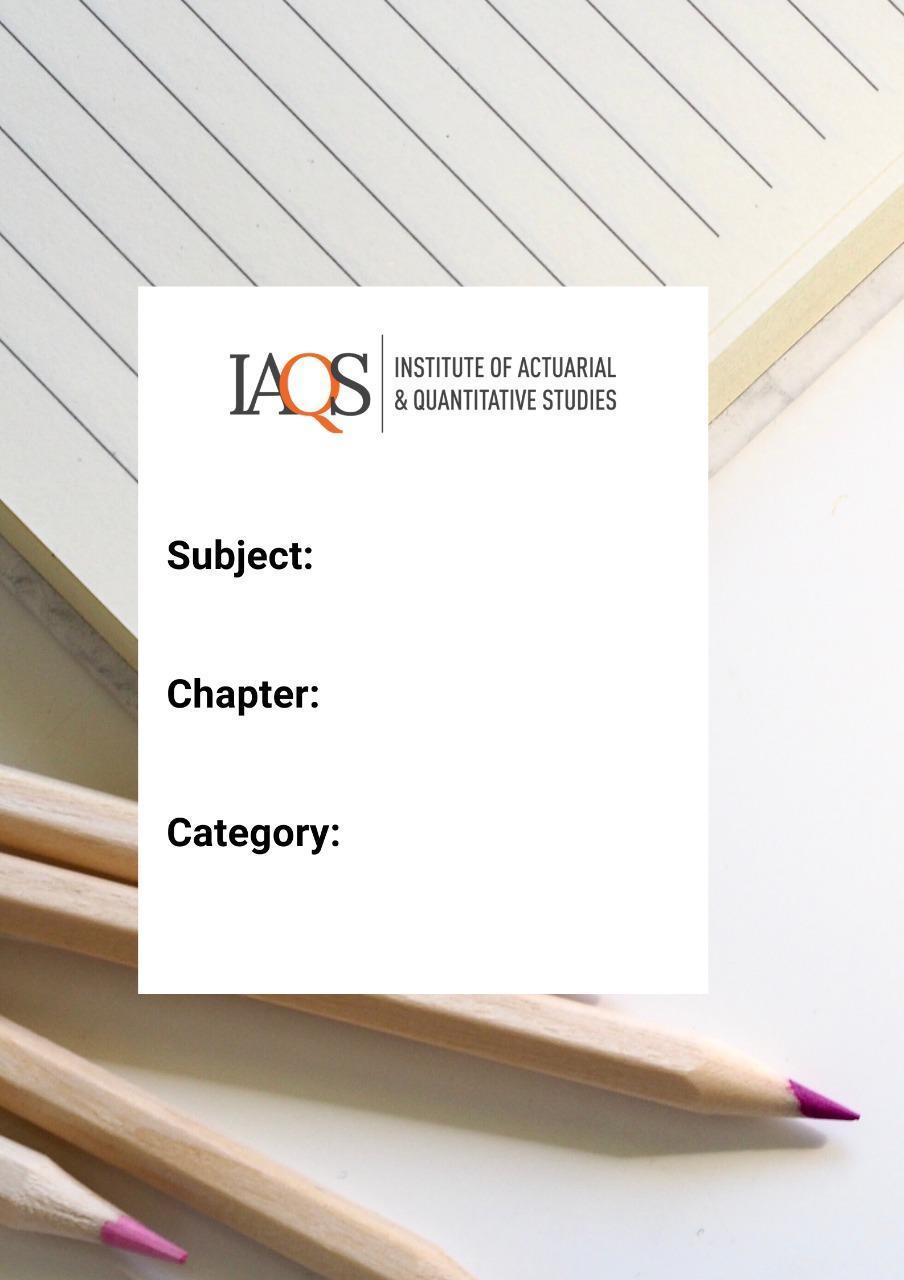 IAQS
INSTITUTE OF ACTUARIAL
& QUANTITATIVE STUDIES
Subject:
Chapter:
Category: